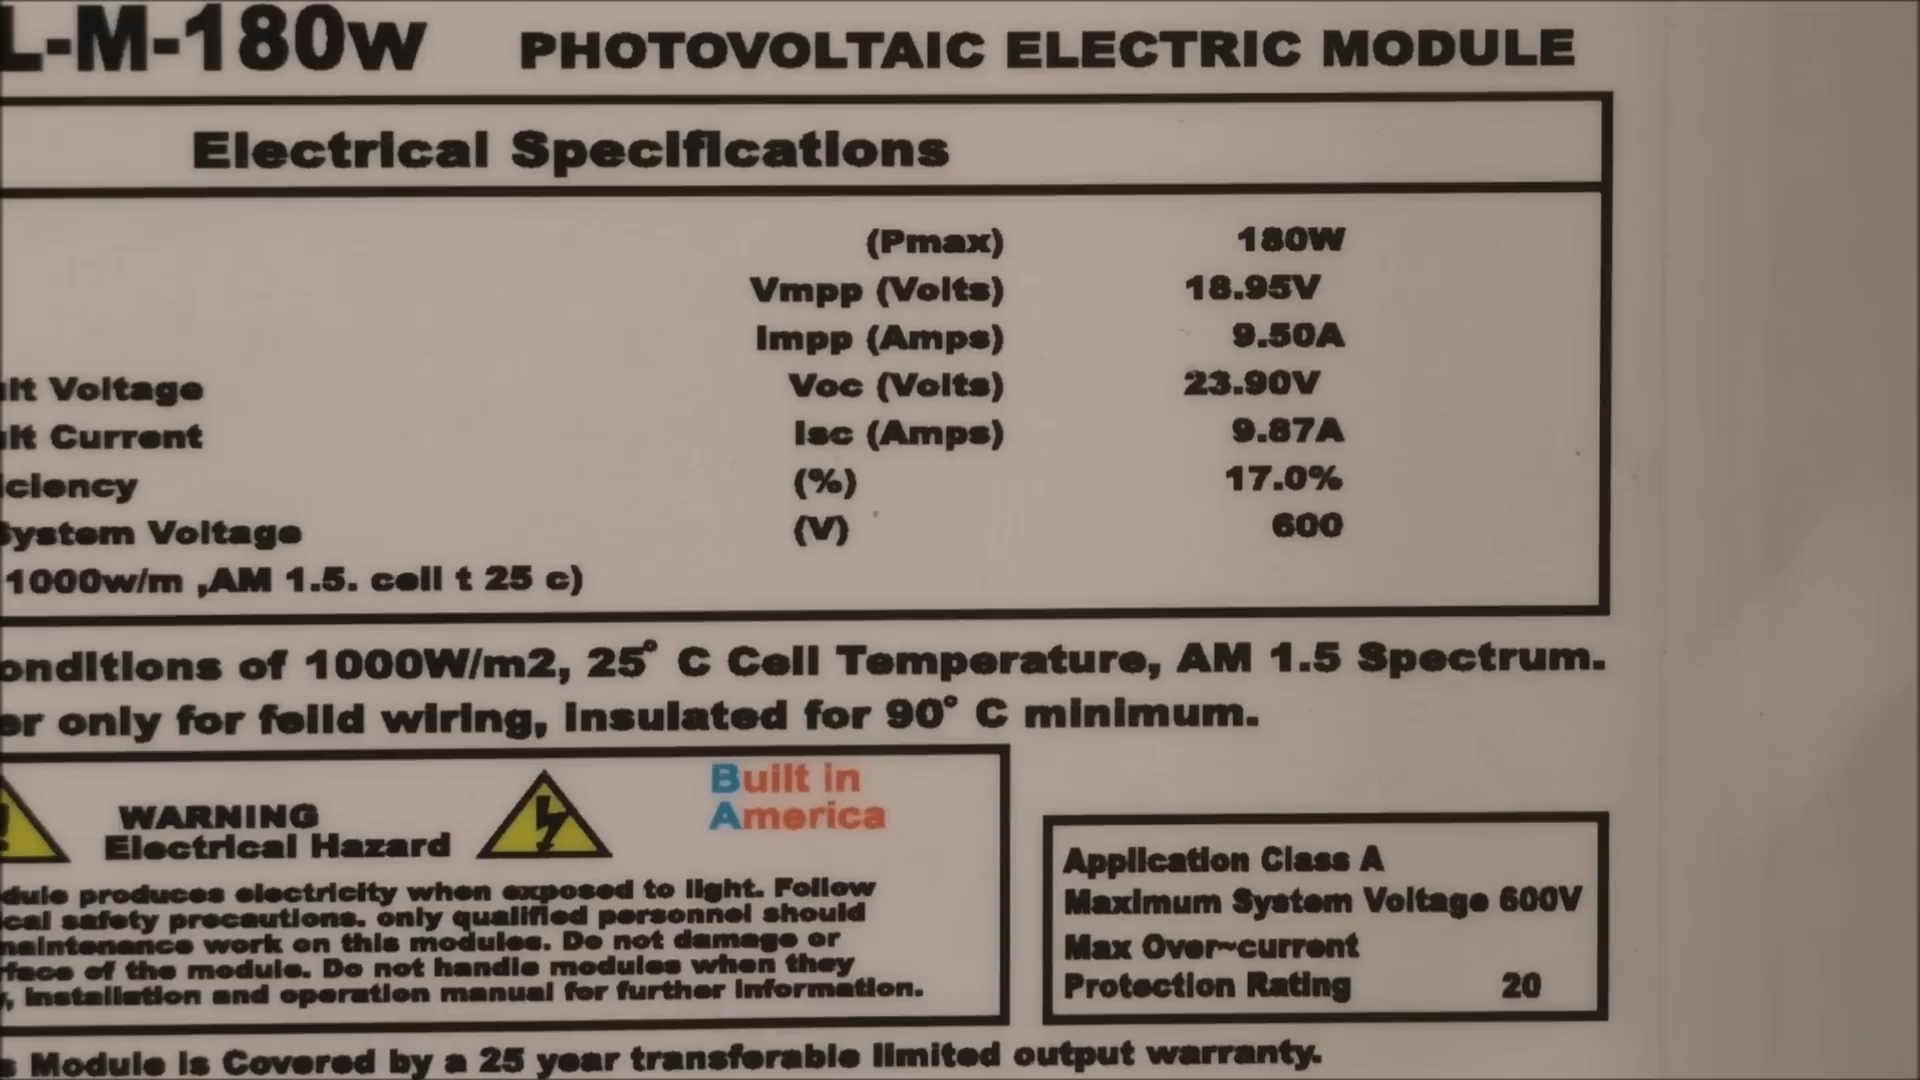 L-M-180w PHOTOVOLTAIC ELECTRIC MODULE
Electrical Specifications
(Pmax) 180W
Vmpp (Volts) 18.95V
Impp (Amps) 9.50A
ult Voltage Voc (Volts) 23.90V
uit Current Isc (Amps) 9.87A
ciency (%) 17.0%
System Voltage (V) 600
1000w/m ,AM 1.5. cell t 25 c)
onditions of 1000W/m2, 25° C Cell Temperature, AM 1.5 Spectrum.
er only for feild wiring, insulated for 90° C minimum.
Built in
America
WARNING
Electrical Hazard
dule produces electricity when exposed to light. Follow
cal safety precautions. only qualified personnel should
maintenance work on this modules. Do not damage or
rface of the module. Do not handle modules when they
, installation and operation manual for further information.
Application Class A
Maximum System Voltage 600V
Max Over~current
Protection Rating 20
s Module is Covered by a 25 year transferable limited output warranty.